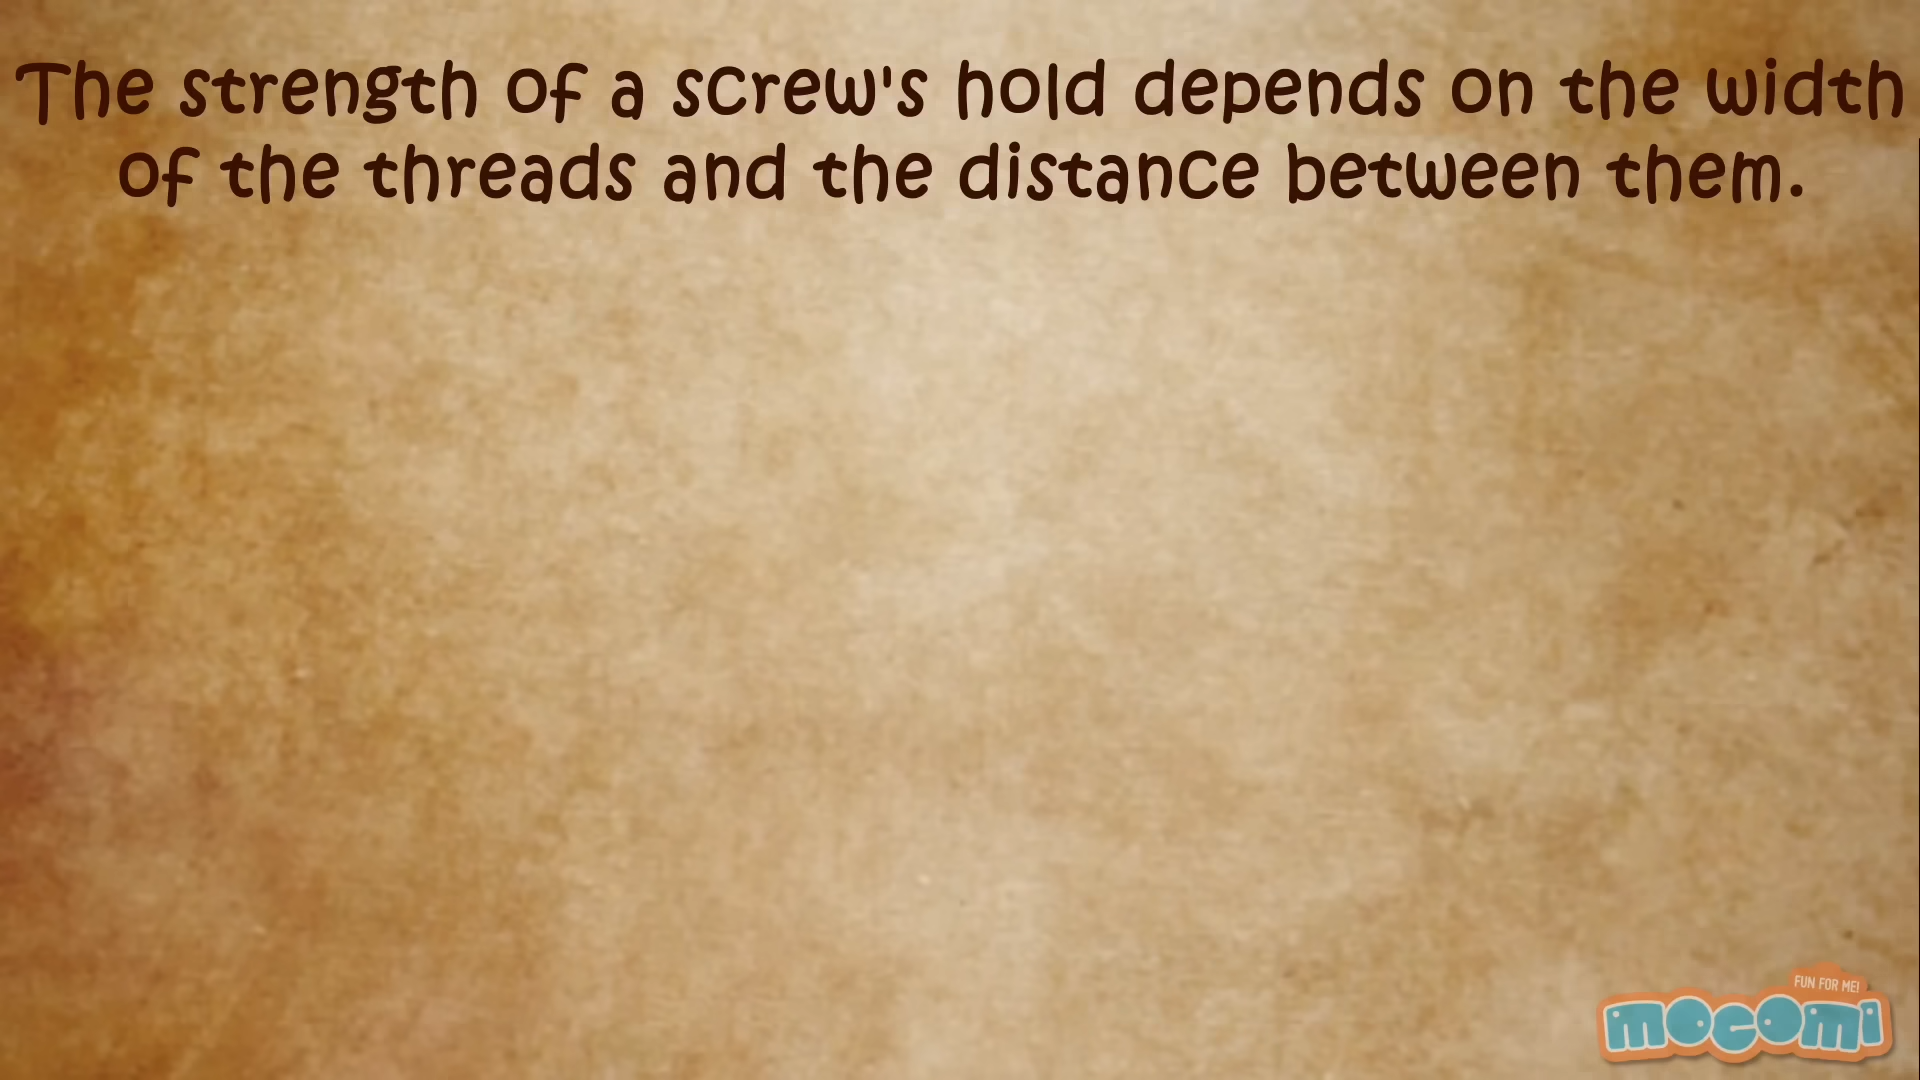 The strength of a screw's hold depends on the width
of the threads and the distance between them.
FUN FOR ME!
mocomi